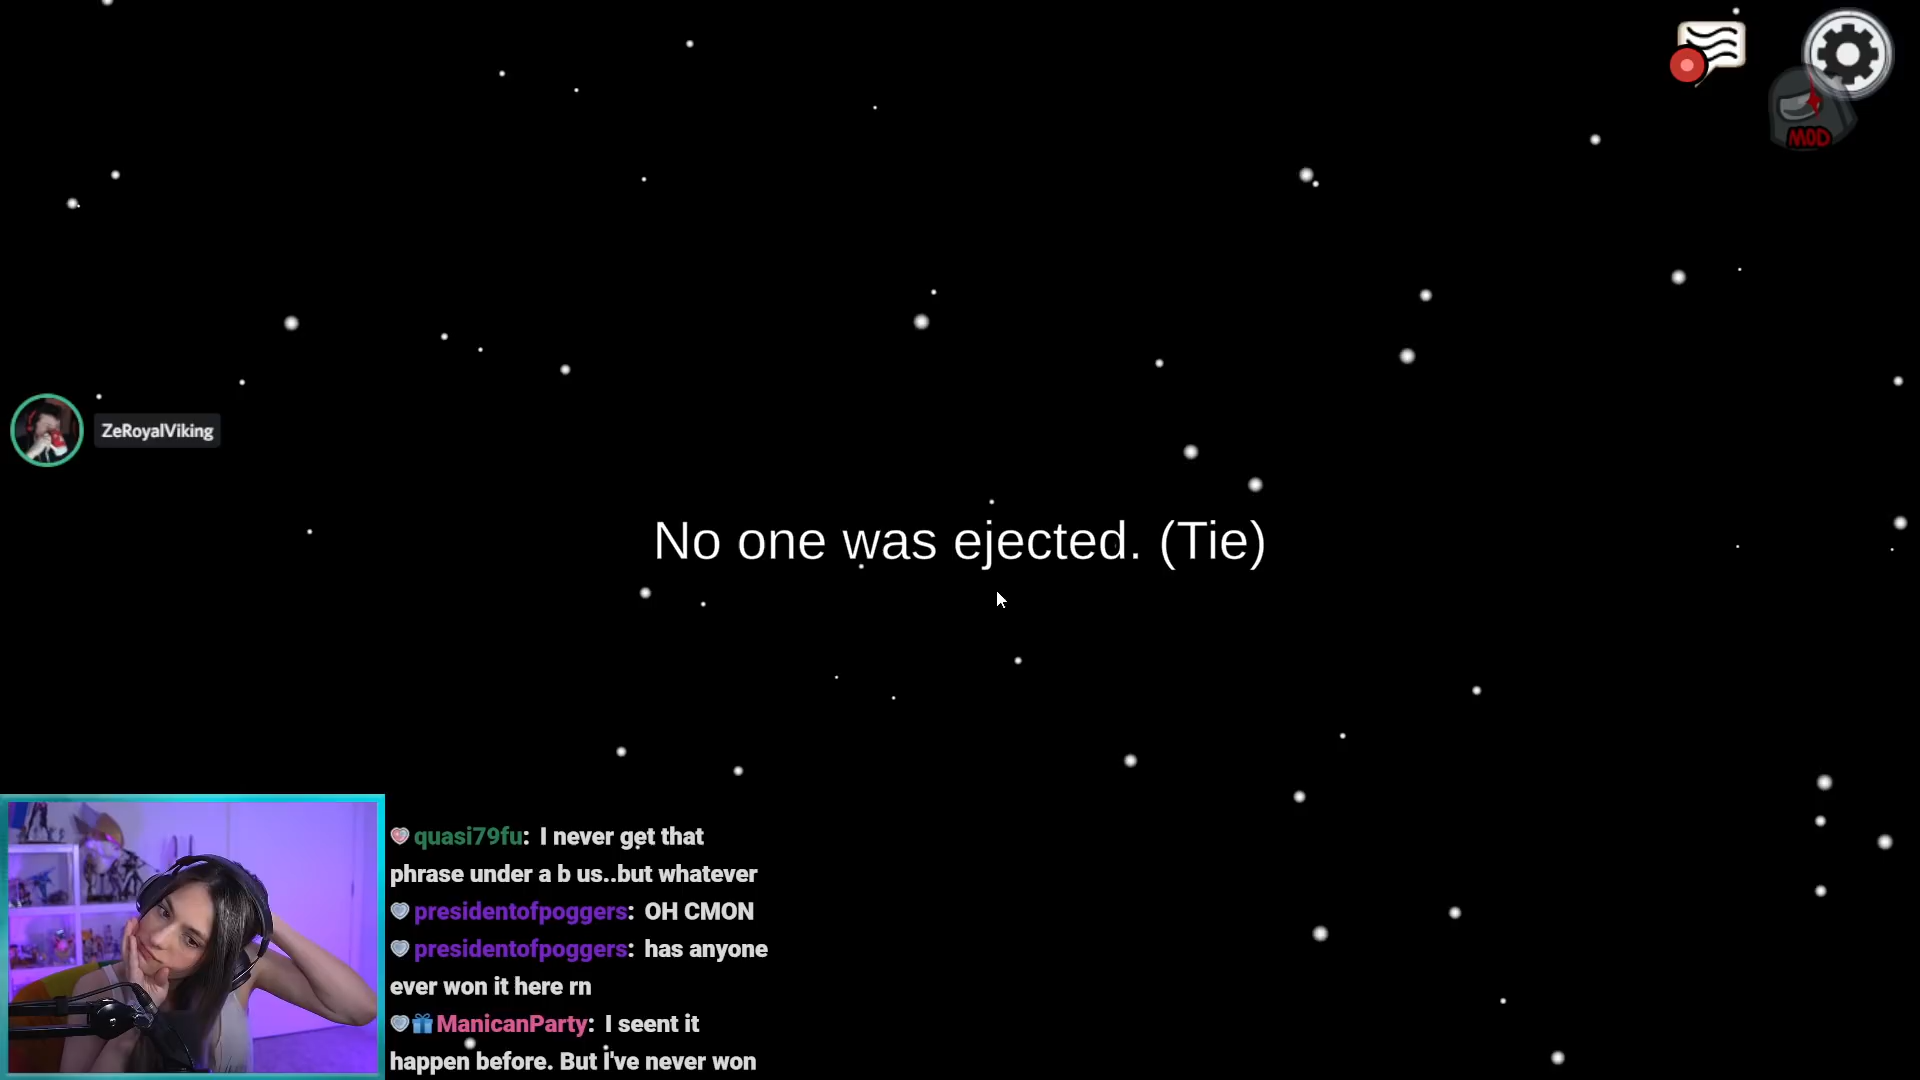 MOD
ZeRoyalViking
No one was ejected. (Tie)
quasi79fu: I never get that
phrase under a b us..but whatever
presidentofpoggers: OH CMON
presidentofpoggers: has anyone
ever won it here rn
ManicanParty: I seent it
happen before. But I've never won